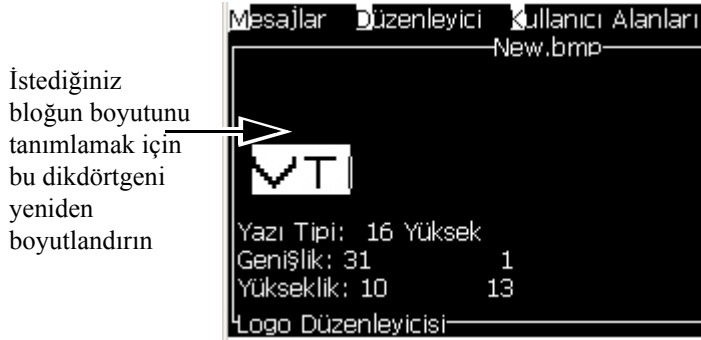 Mesajlar Düzenleyici Kullanıcı Alanları
New.bmp
İstediğiniz
bloğun boyutunu
tanımlamak için
bu dikdörtgeni
yeniden
boyutlandırın
VT
Yazı Tipi: 16 Yüksek
Genişlik: 31 1
Yükseklik: 10 13
Logo Düzenleyicisi